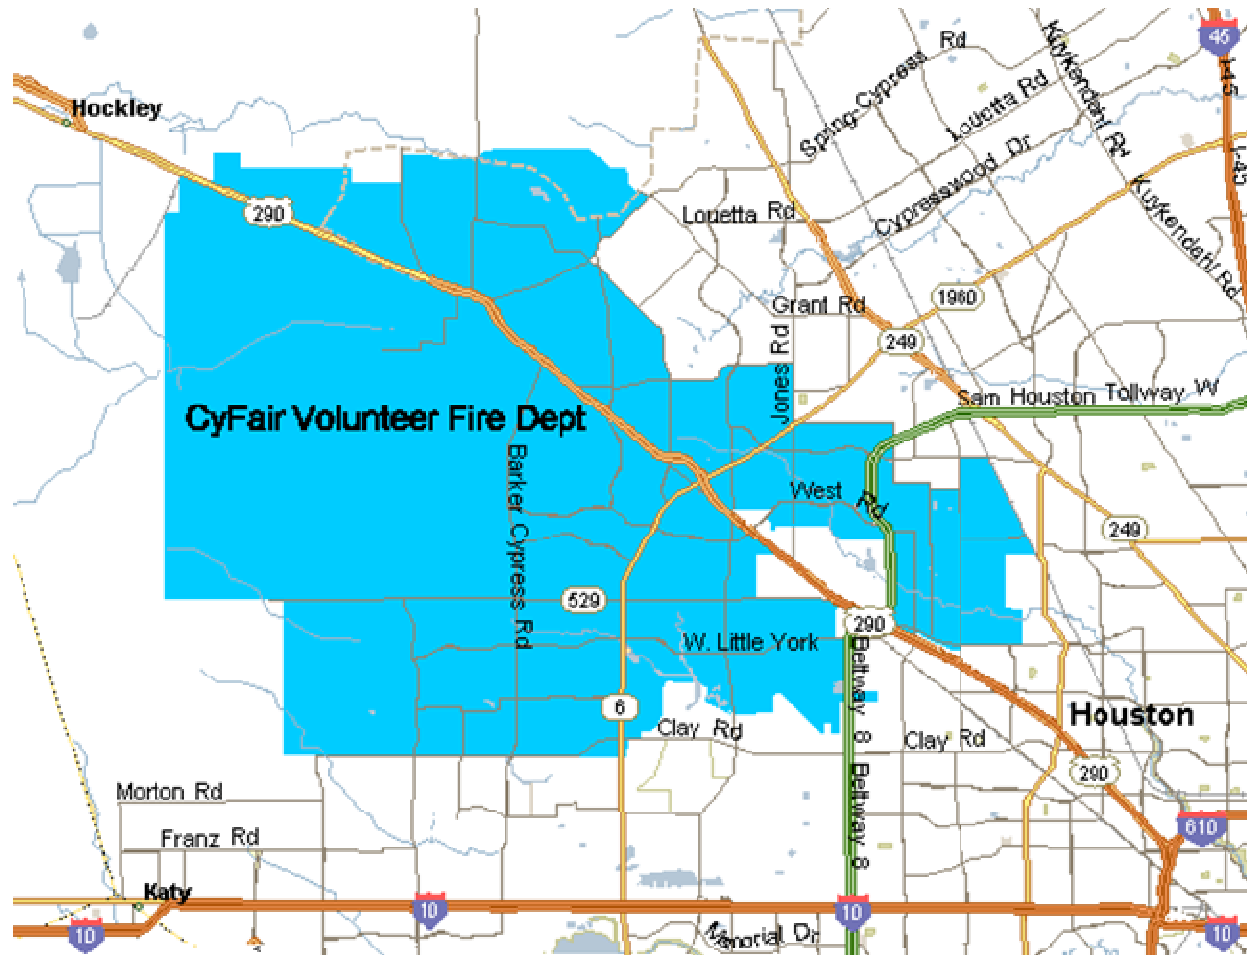 45
Rd
Kuykendahl Rd
I-45
Spring-Cypress
Louetta Rd
Hockley
Cypresswood Dr
I-45
Kuykendahl Rd
290
Louetta Rd
1960
Grant Rd
249
Jones Rd
Sam Houston Tollway W
CyFair Volunteer Fire Dept
Barker Cypress Rd
West Rd
249
529
290
W. Little York
Beltway 8
6
Houston
Clay Rd
Clay Rd
290
Beltway 8
Morton Rd
610
Franz Rd
Katy
10
10
10
10
Memorial Dr